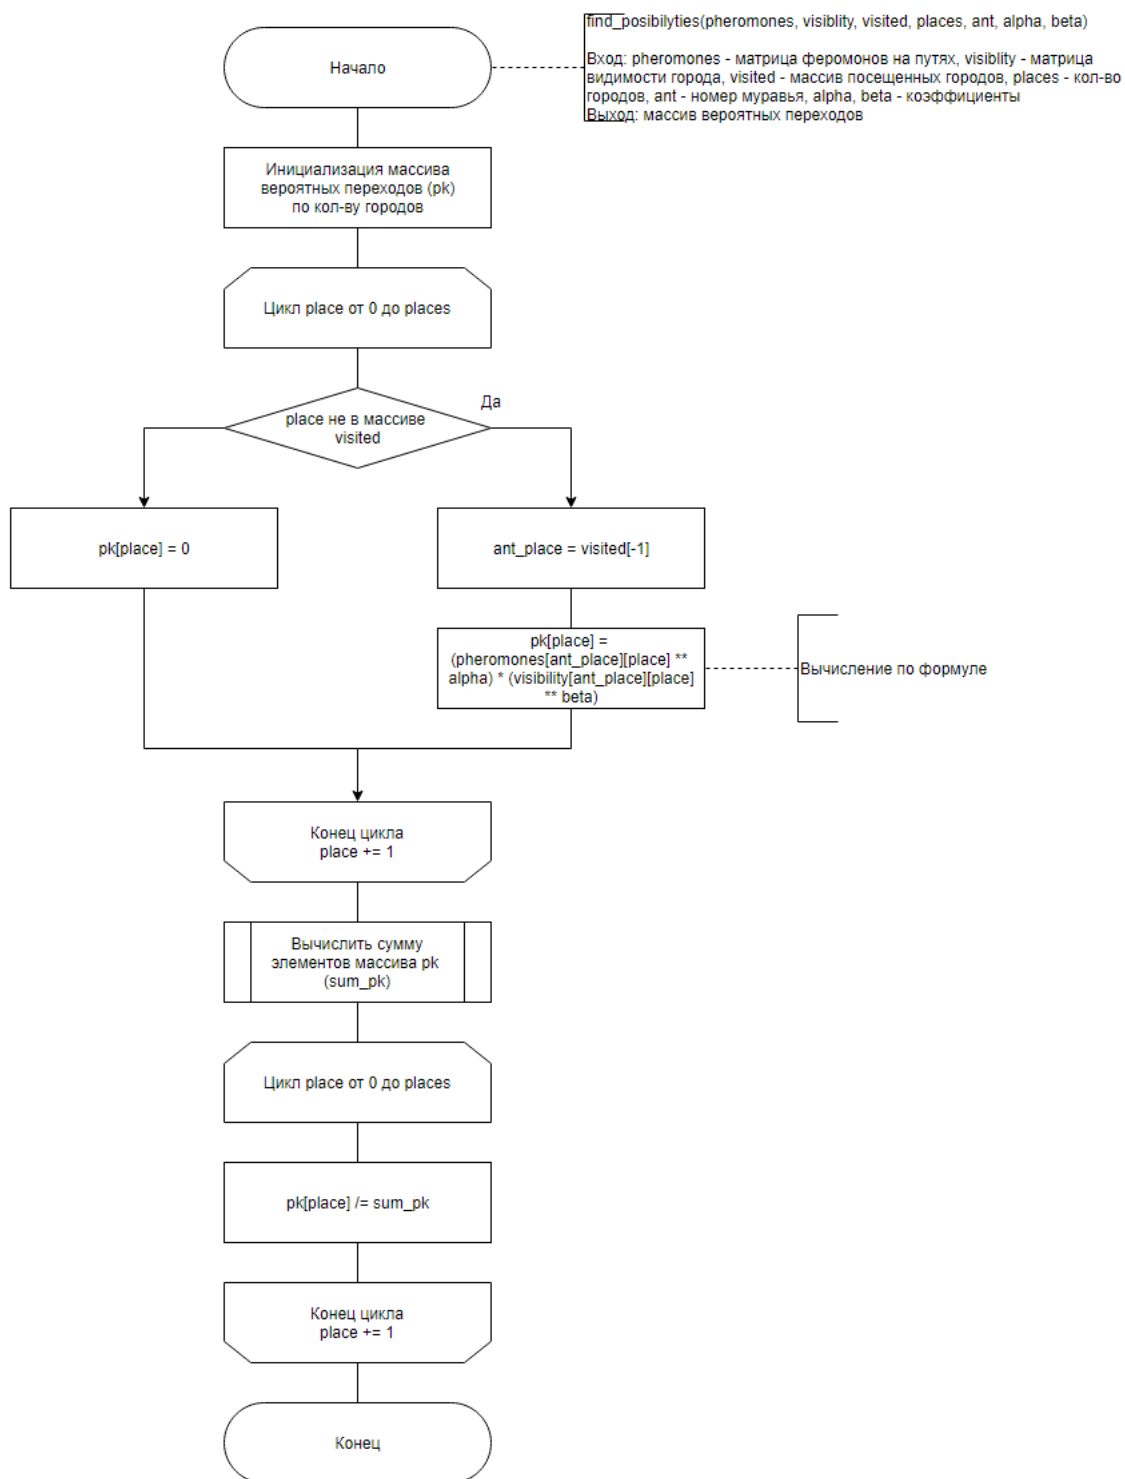 find_posibilyties(pheromones, visiblity, visited, places, ant, alpha, beta)
Вход: pheromones - матрица феромонов на путях, visiblity - матрица
видимости города, visited - массив посещенных городов, places - кол-во
городов, ant - номер муравья, alpha, beta - коэффициенты
Выход: массив вероятных переходов
Начало
Инициализация массива
вероятных переходов (pk)
по кол-ву городов
Цикл place от 0 до places
place не в массиве
visited
Да
pk[place] = 0
ant_place = visited[-1]
pk[place] =
(pheromones[ant_place][place] **
alpha) * (visibility[ant_place][place]
** beta)
Вычисление по формуле
Конец цикла
place += 1
Вычислить сумму
элементов массива pk
(sum_pk)
Цикл place от 0 до places
pk[place] /= sum_pk
Конец цикла
place += 1
Конец